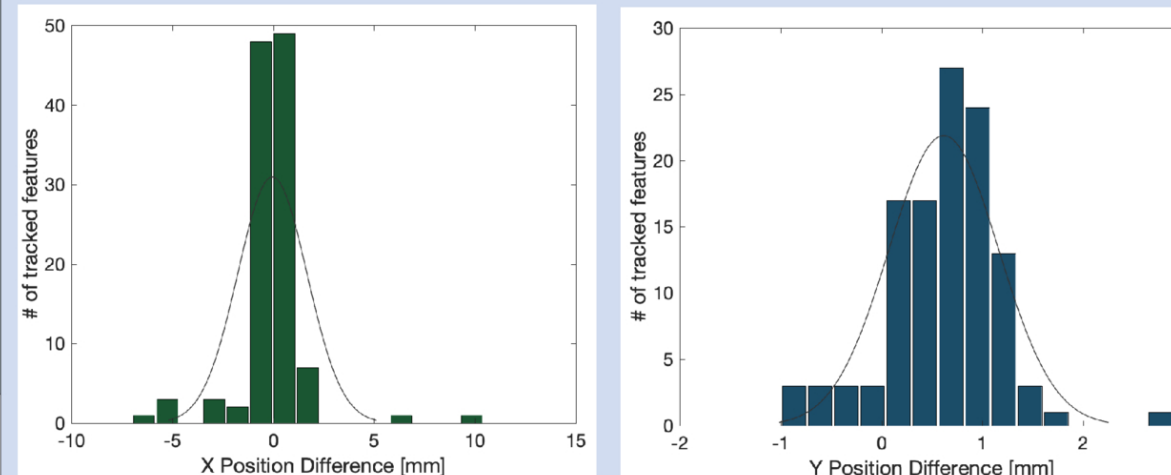 50
40
30
20
10
0
-10 -5 0 5 10 15
# of tracked features
X Position Difference [mm]
30
25
20
15
10
5
0
-2 -1 0 1 2
# of tracked features
Y Position Difference [mm]